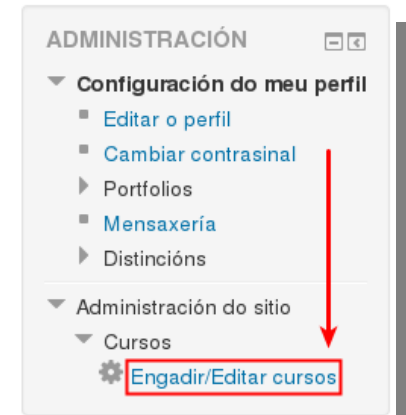 ADMINISTRACIÓN
Configuración do meu perfil
Editar o perfil
Cambiar contrasinal
Portfolios
Mensaxería
Distincións
Administración do sitio
Cursos
Engadir/Editar cursos